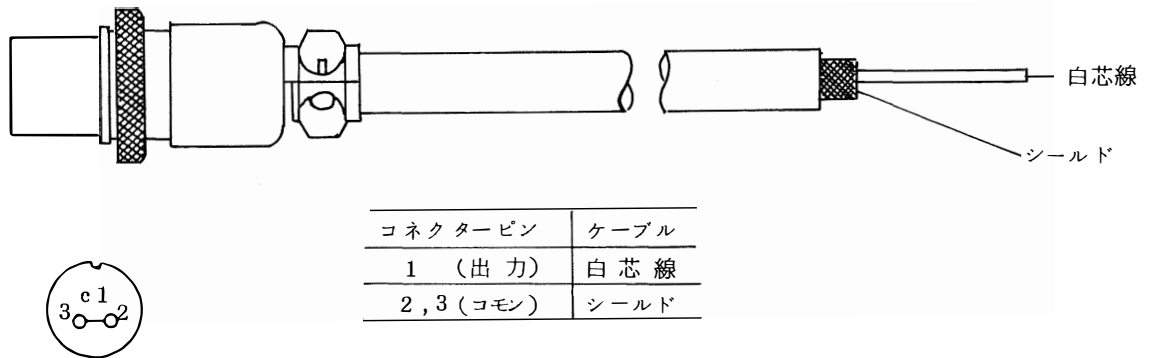 白芯線
シールド
コネクターピン ケーブル
1 (出力) 白芯線
2,3(コモン) シールド
c 1
3 2